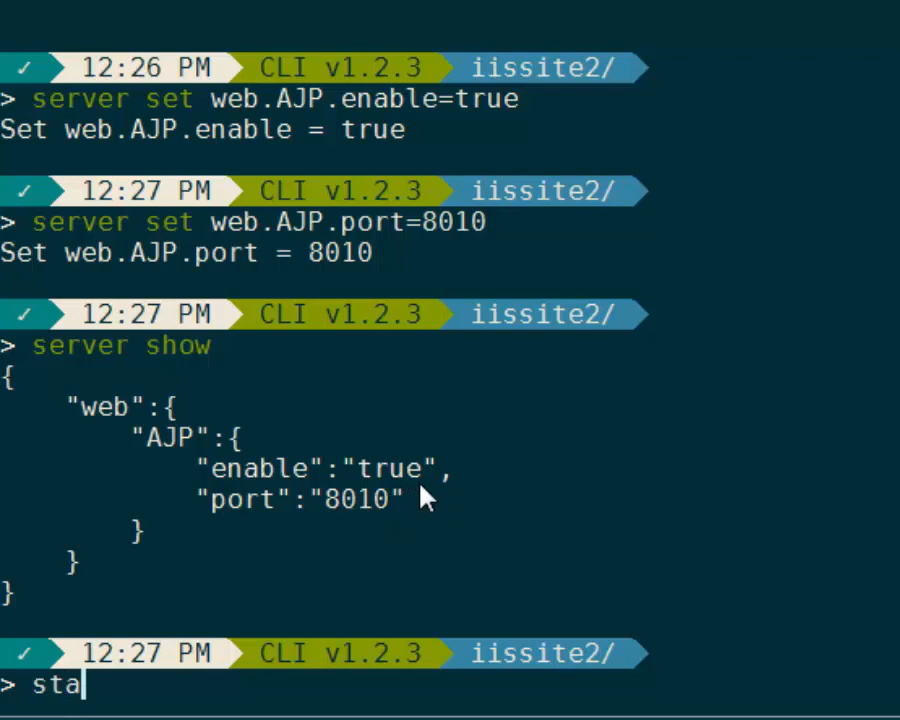 ✓ 12:26 PM CLI v1.2.3 iissite2/
> server set web.AJP.enable=true
Set web.AJP.enable = true
✓ 12:27 PM CLI v1.2.3 iissite2/
> server set web.AJP.port=8010
Set web.AJP.port = 8010
✓ 12:27 PM CLI v1.2.3 iissite2/
> server show
{
    "web":{
        "AJP":{
            "enable":"true",
            "port":"8010"
        }
    }
}
✓ 12:27 PM CLI v1.2.3 iissite2/
> sta